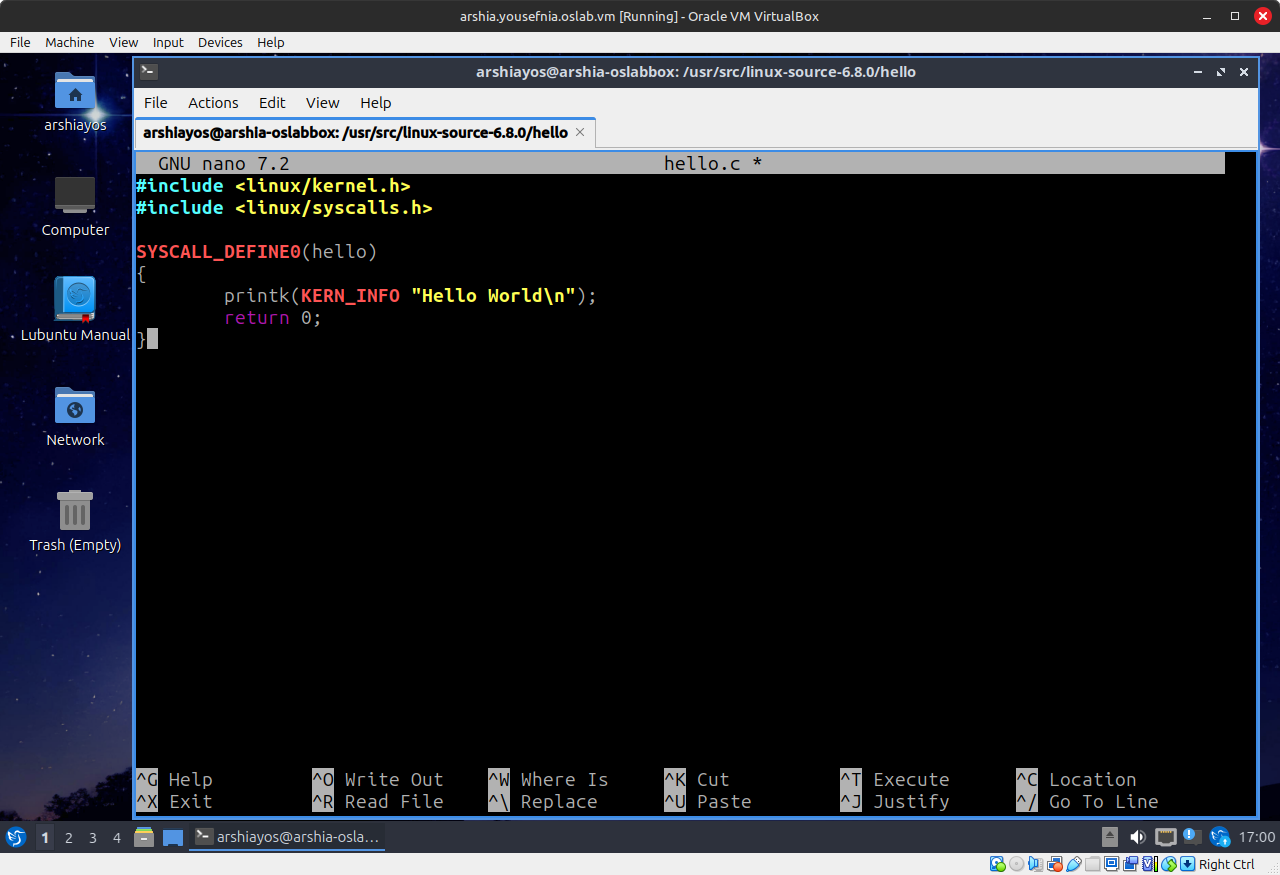 arshia.yousefnia.oslab.vm [Running] - Oracle VM VirtualBox
File Machine View Input Devices Help
arshiayos@arshia-oslabbox: /usr/src/linux-source-6.8.0/hello
File Actions Edit View Help
arshiayos@arshia-oslabbox: /usr/src/linux-source-6.8.0/hello
GNU nano 7.2 hello.c *
#include <linux/kernel.h>
#include <linux/syscalls.h>
SYSCALL_DEFINE0(hello)
{
printk(KERN_INFO "Hello World\n");
return 0;
}
^G Help ^O Write Out ^W Where Is ^K Cut ^T Execute ^C Location
^X Exit ^R Read File ^\ Replace ^U Paste ^J Justify ^/ Go To Line
arshiayos
Computer
Lubuntu Manual
Network
Trash (Empty)
1 2 3 4 arshiayos@arshia-osla... 17:00
Right Ctrl